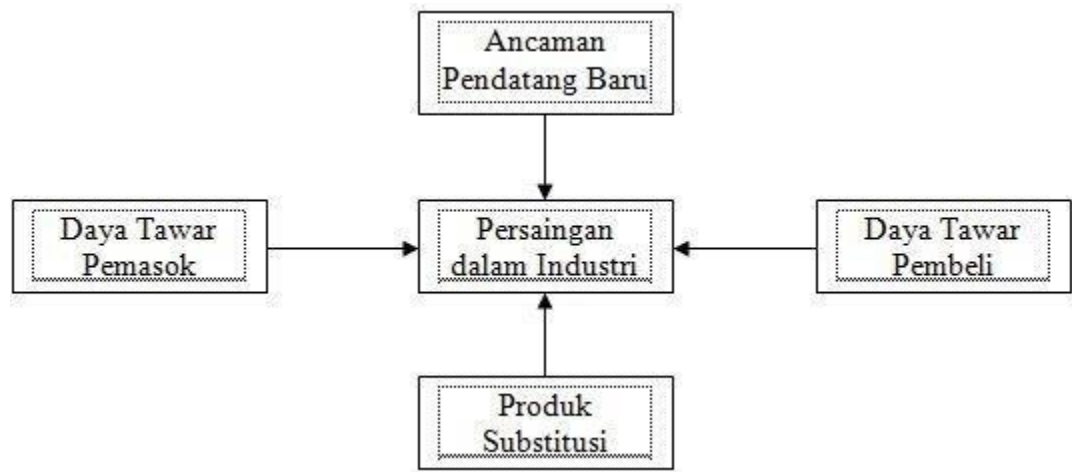 Ancaman
Pendatang Baru
Daya Tawar
Pemasok
Persaingan
dalam Industri
Daya Tawar
Pembeli
Produk
Substitusi